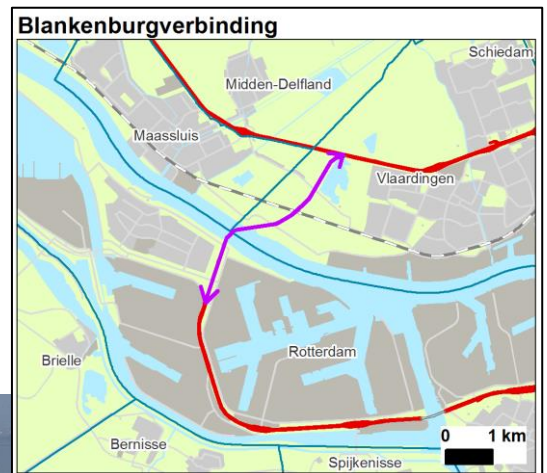 Blankenburgverbinding
Schiedam
Midden-Delfland
Maassluis
Vlaardingen
Rotterdam
Brielle
Bernisse
Spijkenisse
0 1 km